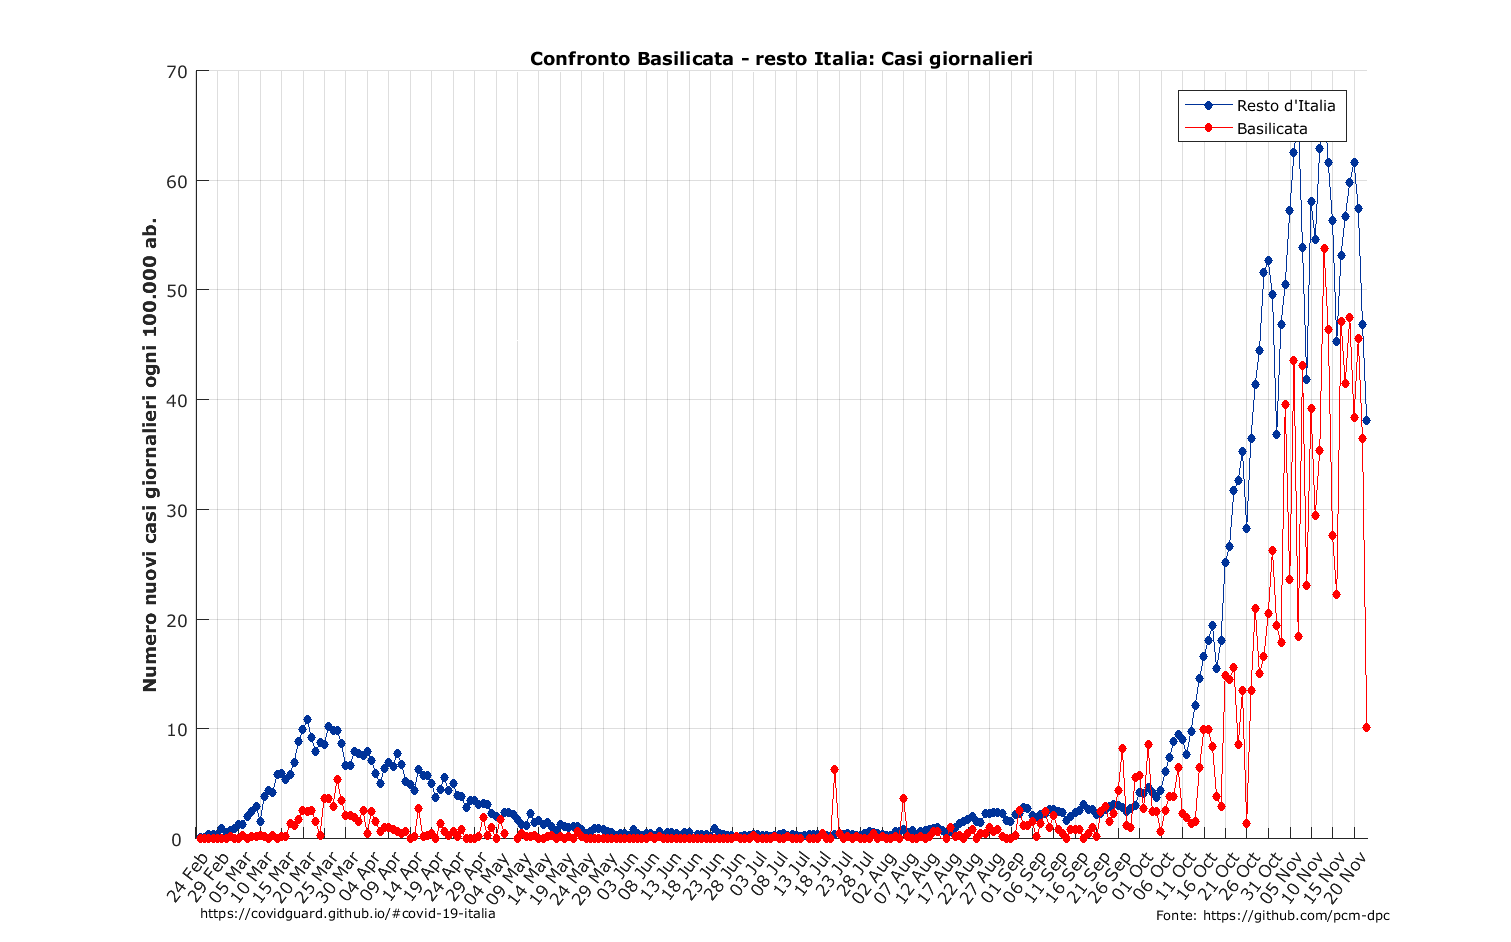 Confronto Basilicata - resto Italia: Casi giornalieri
Numero nuovi casi giornalieri ogni 100.000 ab.
70
60
50
40
30
20
10
0
Resto d'Italia
Basilicata
24 Feb
29 Feb
05 Mar
10 Mar
15 Mar
20 Mar
25 Mar
30 Mar
04 Apr
09 Apr
14 Apr
19 Apr
24 Apr
29 Apr
04 May
09 May
14 May
19 May
24 May
29 May
03 Jun
08 Jun
13 Jun
18 Jun
23 Jun
28 Jun
03 Jul
08 Jul
13 Jul
18 Jul
23 Jul
28 Jul
02 Aug
07 Aug
12 Aug
17 Aug
22 Aug
27 Aug
01 Sep
06 Sep
11 Sep
16 Sep
21 Sep
26 Sep
01 Oct
06 Oct
11 Oct
16 Oct
21 Oct
26 Oct
31 Oct
05 Nov
10 Nov
15 Nov
20 Nov
https://covidguard.github.io/#covid-19-italia
Fonte: https://github.com/pcm-dpc